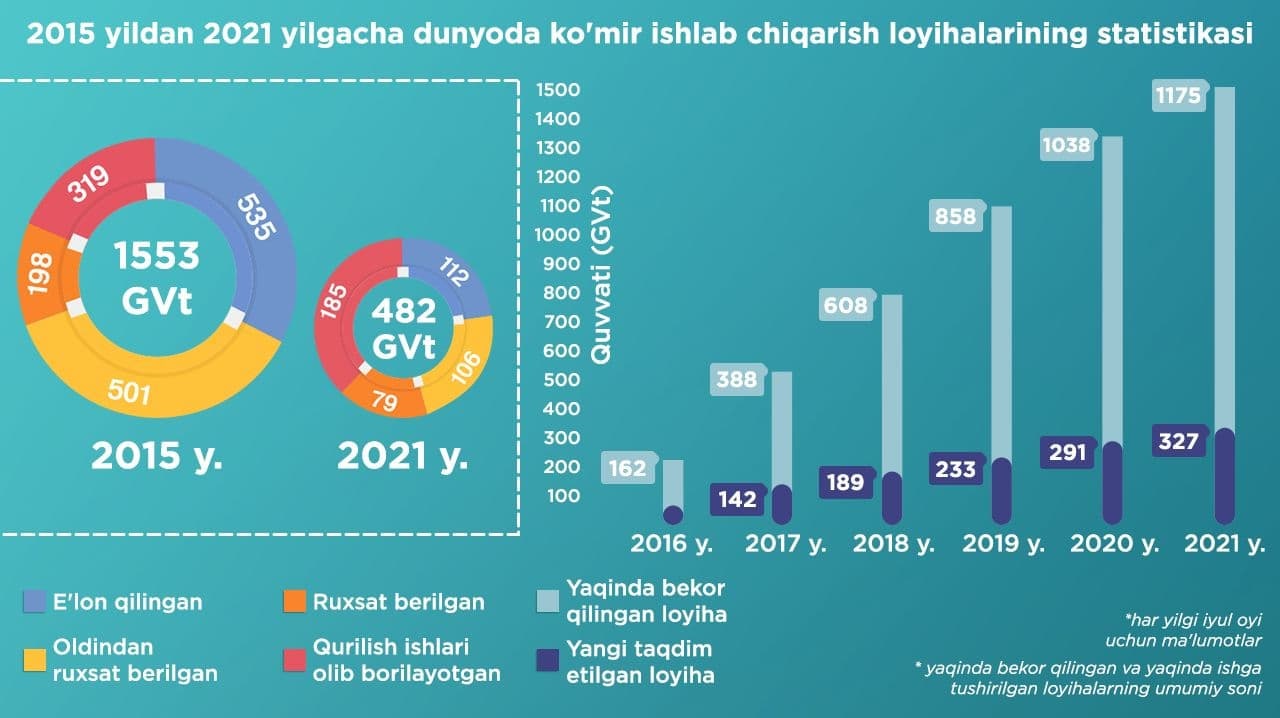 2015 yildan 2021 yilgacha dunyoda ko'mir ishlab chiqarish loyihalarining statistikasi
319
535
198
1553
GVt
501
2015 y.
185
112
482
GVt
79
106
2021 y.
1500
1400
1300
1200
1100
1000
900
800
700
600
500
400
300
200
100
Quvvati (GVt)
162
388
142
608
189
858
233
1038
291
1175
327
2016 y.
2017 y.
2018 y.
2019 y.
2020 y.
2021 y.
E'lon qilingan
Oldindan
ruxsat berilgan
Ruxsat berilgan
Qurilish ishlari
olib borilayotgan
Yaqinda bekor
qilingan loyiha
Yangi taqdim
etilgan loyiha
*har yilgi iyul oyi
uchun ma'lumotlar
* yaqinda bekor qilingan va yaqinda ishga
tushirilgan loyihalarning umumiy soni